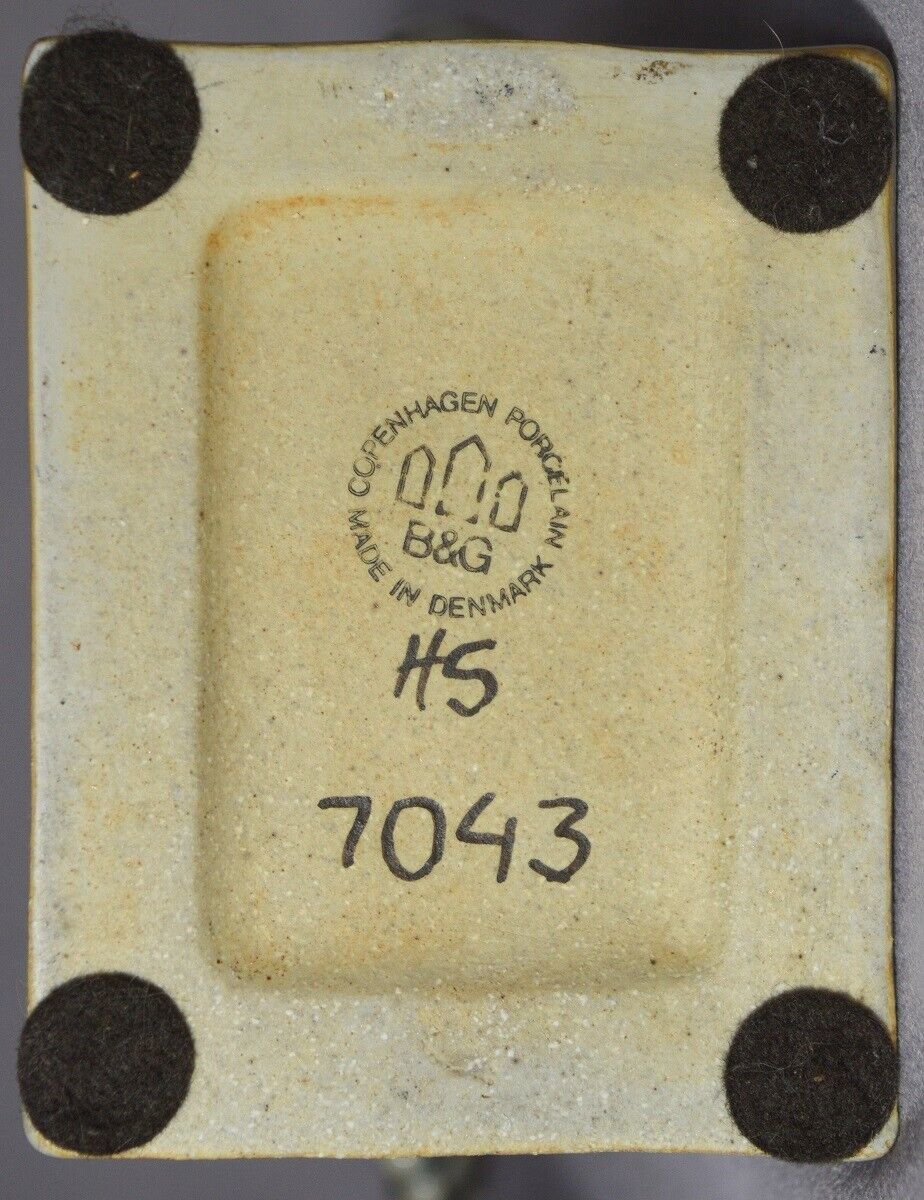 COPENHAGEN PORCELAIN
B&G
MADE IN DENMARK
HS
7043